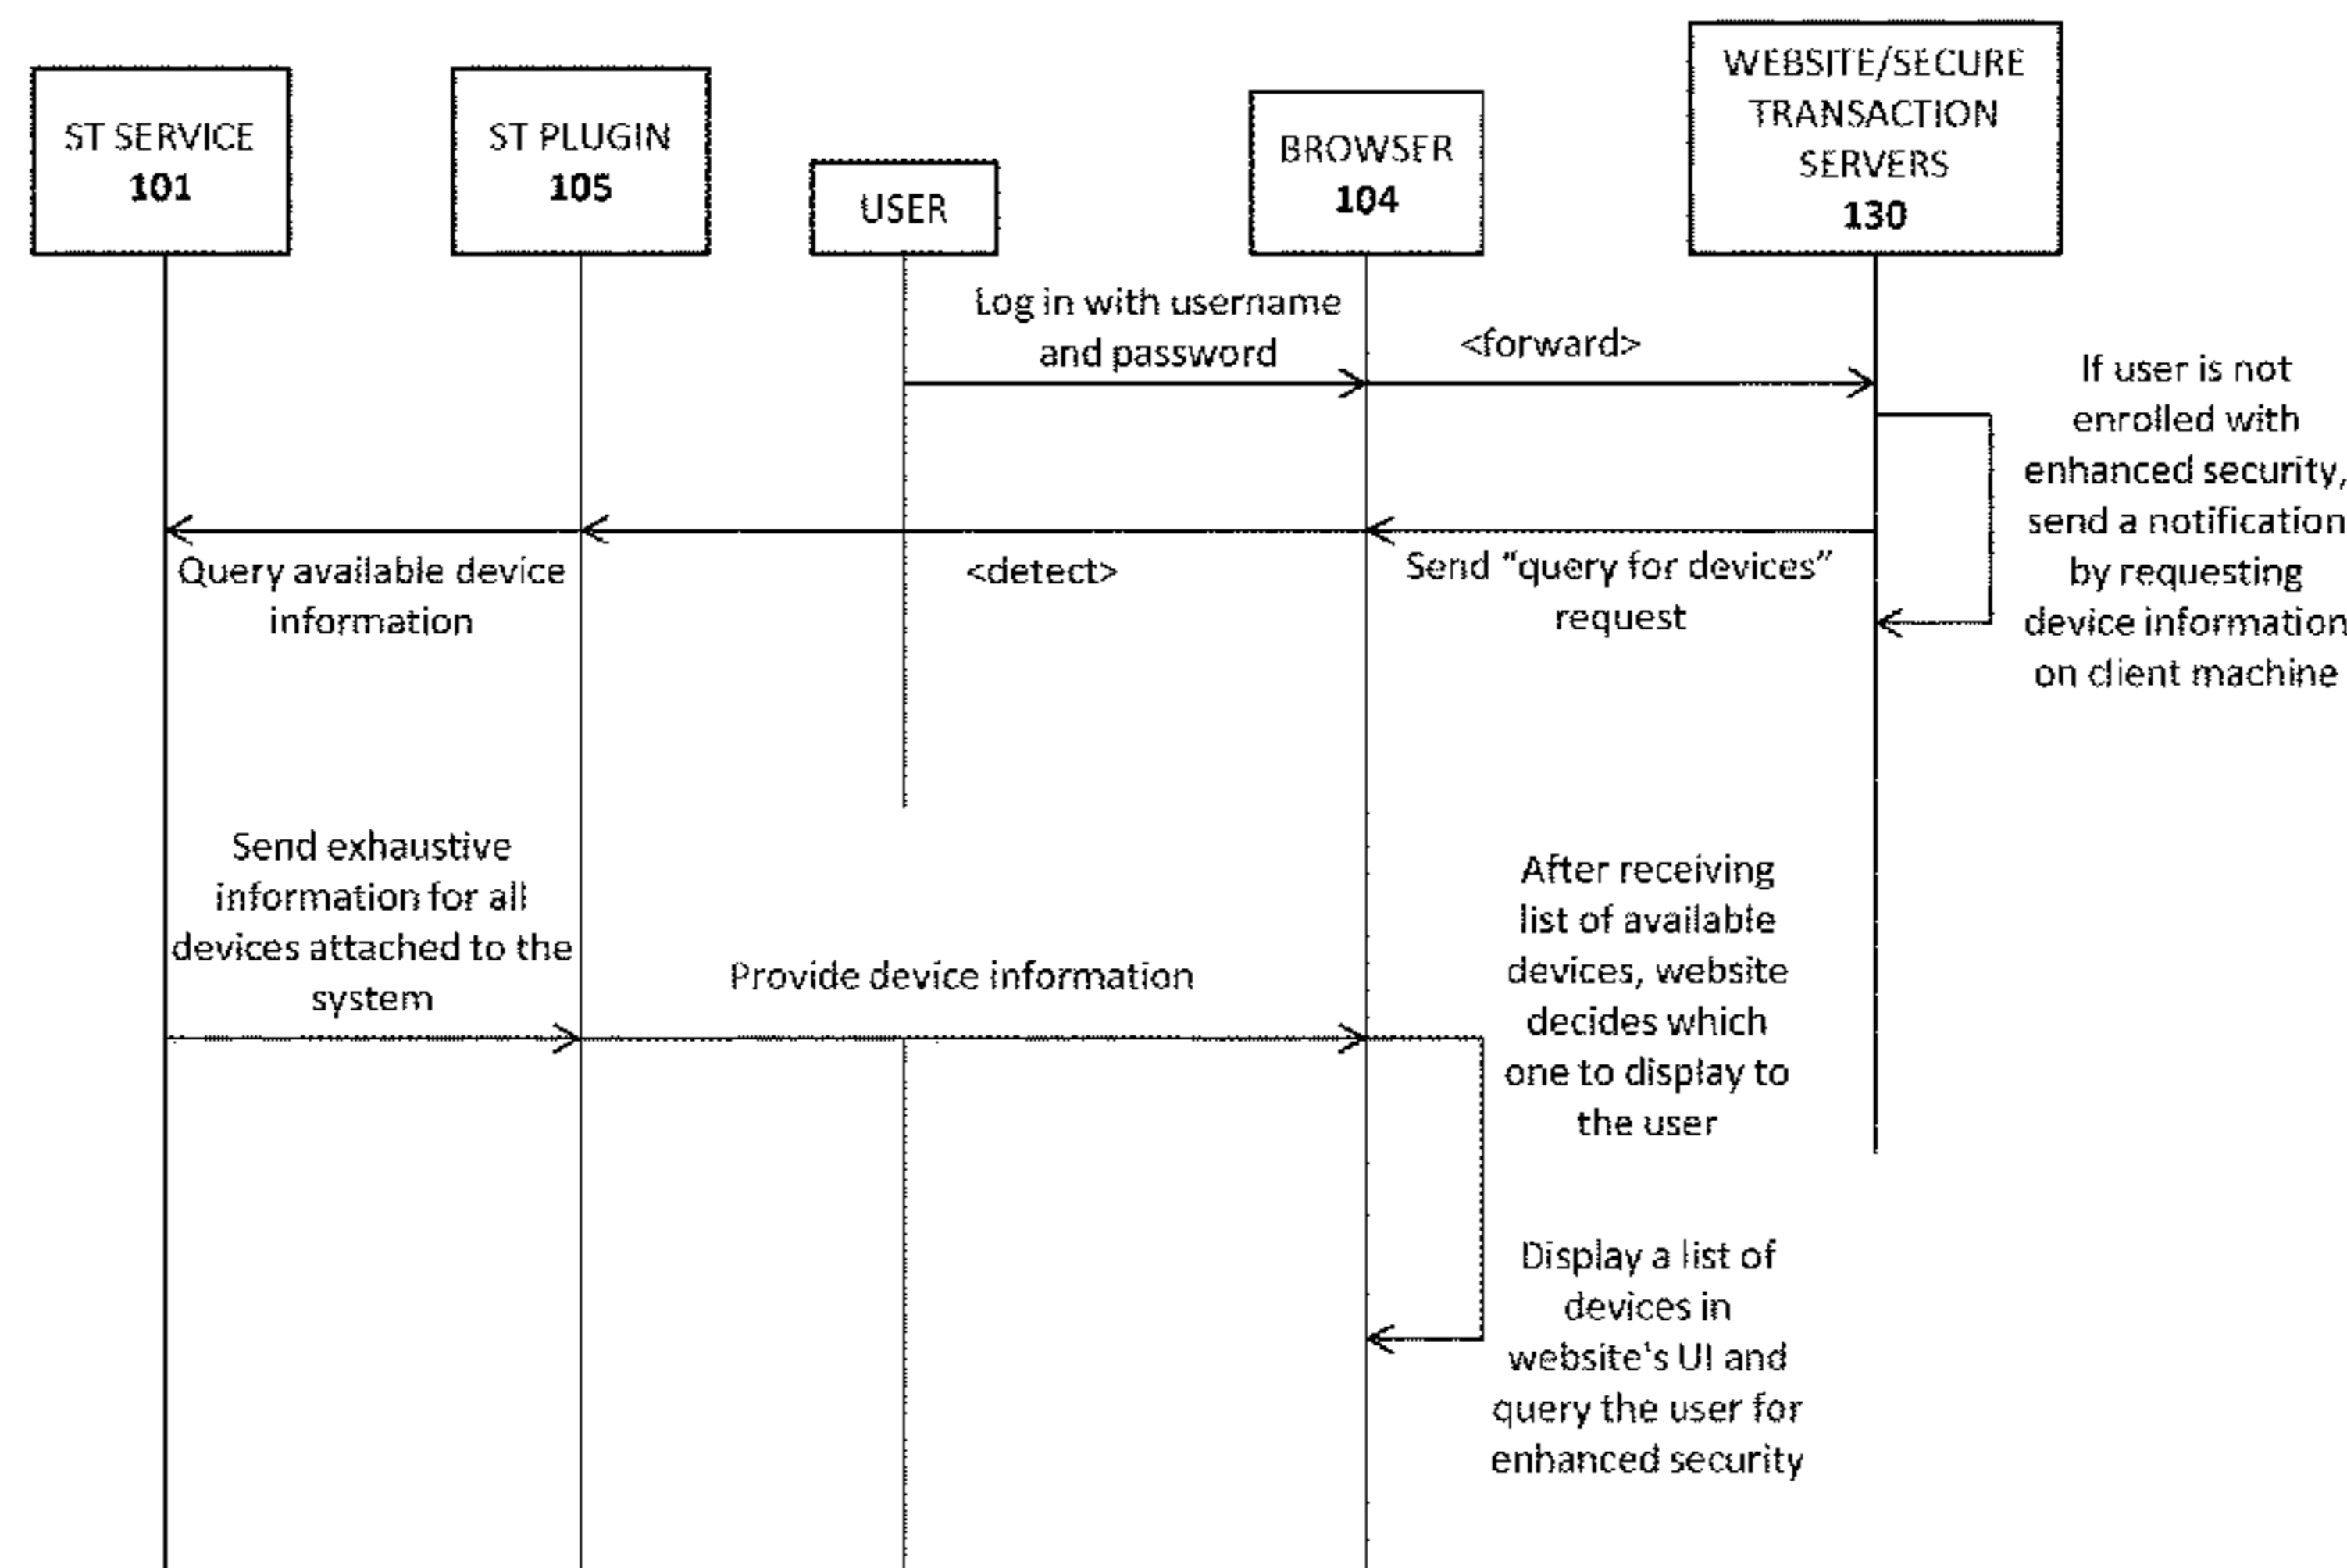 ST SERVICE
101
ST PLUGIN
105
USER
BROWSER
104
WEBSITE/SECURE
TRANSACTION
SERVERS
130
Log in with username
and password
<forward>
If user is not
enrolled with
enhanced security,
send a notification
by requesting
device information
on client machine
Query available device
information
<detect>
Send “query for devices”
request
Send exhaustive
information for all
devices attached to the
system
Provide device information
After receiving
list of available
devices, website
decides which
one to display to
the user
Display a list of
devices in
website's UI and
query the user for
enhanced security